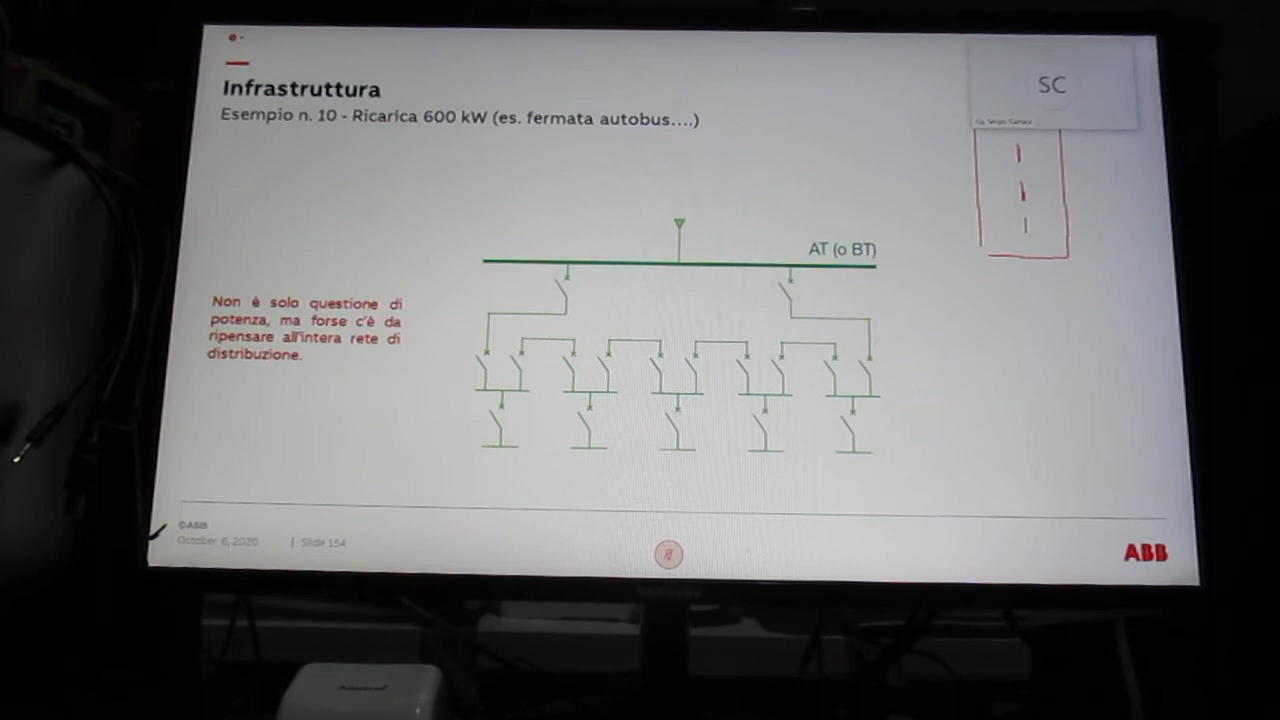 Infrastruttura
Esempio n. 10 - Ricarica 600 kW (es. fermata autobus....)
SC
AT (o BT)
Non è solo questione di
potenza, ma forse c'è da
ripensare all'intera rete di
distribuzione.
©ABB
October 6, 2020 | Slide 154
ABB